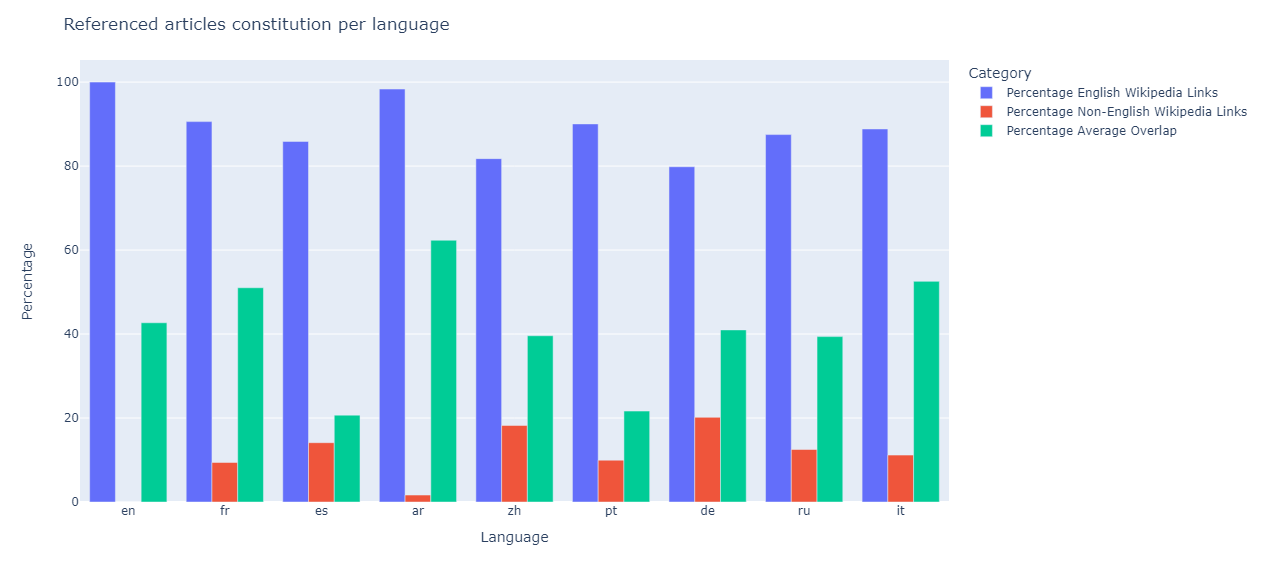 Referenced articles constitution per language
Category
Percentage English Wikipedia Links
Percentage Non-English Wikipedia Links
Percentage Average Overlap
Percentage
100
80
60
40
20
0
en fr es ar zh pt de ru it
Language